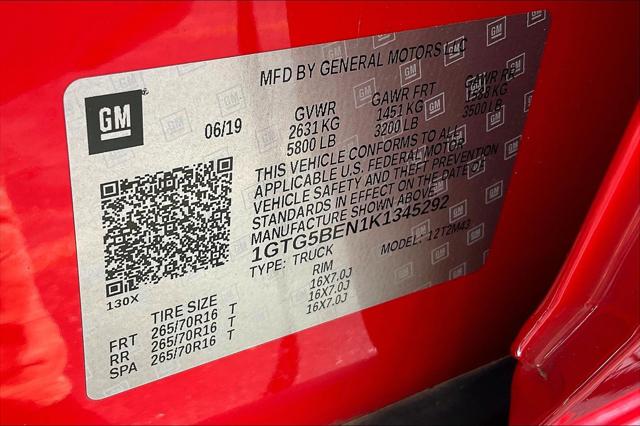 MFD BY GENERAL MOTORS LLC
GM
06/19
GVWR GAWR FRT GAWR RR
2631 KG 1451 KG 1588 KG
5800 LB 3200 LB 3500 LB
THIS VEHICLE CONFORMS TO ALL
APPLICABLE U.S. FEDERAL MOTOR
VEHICLE SAFETY AND THEFT PREVENTION
STANDARDS IN EFFECT ON THE DATE OF
MANUFACTURE SHOWN ABOVE.
1GTG5BEN1K1345292
TYPE: TRUCK MODEL: 12T2M43
130X
TIRE SIZE RIM
FRT 265/70R16 T 16X7.0J
RR 265/70R16 T 16X7.0J
SPA 265/70R16 T 16X7.0J